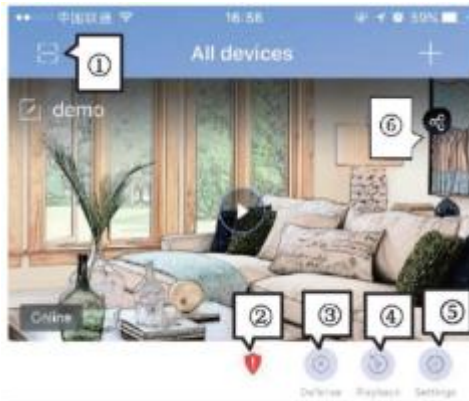 中国联通 16:56 59%
① All devices
demo ⑥
Online ② ③ ④ ⑤
Defense Playback Settings